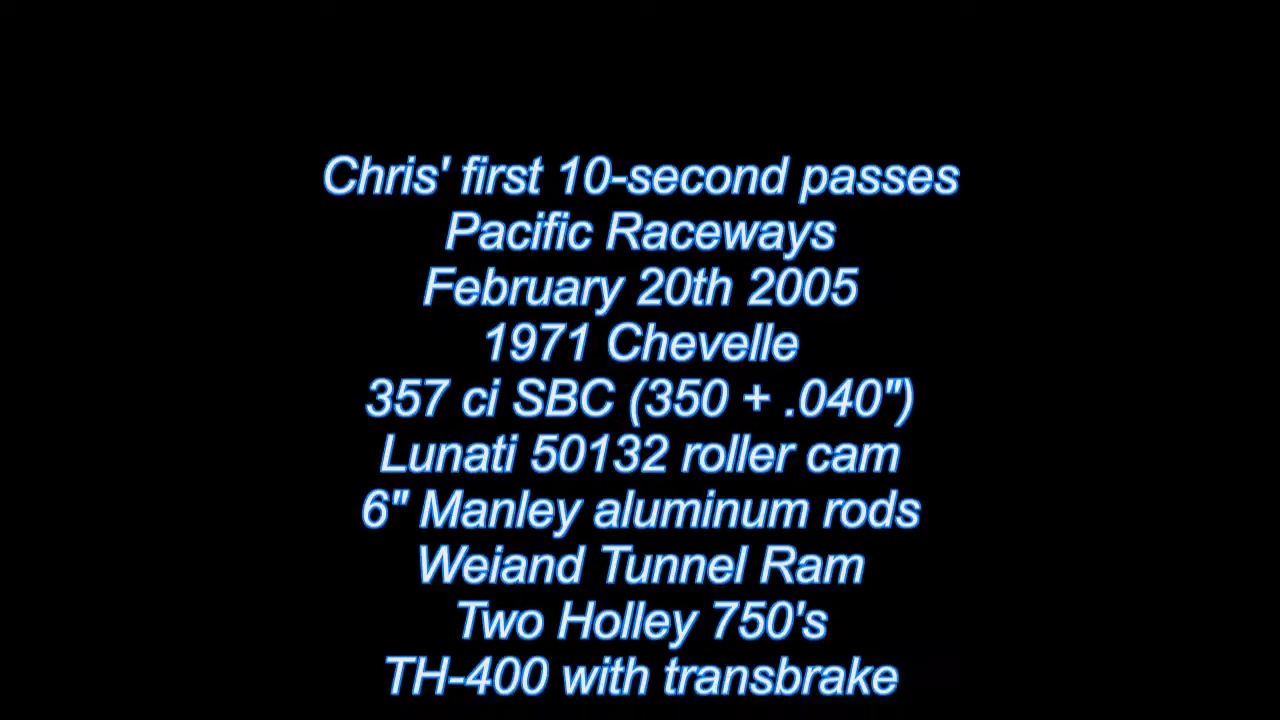 Chris' first 10-second passes
Pacific Raceways
February 20th 2005
1971 Chevelle
357 ci SBC (350 + .040")
Lunati 50132 roller cam
6" Manley aluminum rods
Weiand Tunnel Ram
Two Holley 750's
TH-400 with transbrake